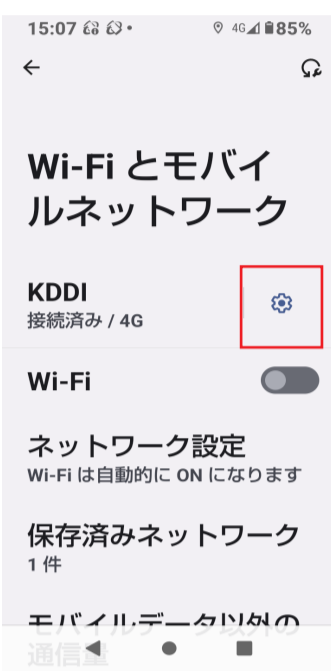 15:07 4G 85%
Wi-Fi とモバイ
ルネットワーク
KDDI
接続済み / 4G
Wi-Fi
ネットワーク設定
Wi-Fi は自動的に ON になります
保存済みネットワーク
1 件
モバイルデータ以外の
通信量